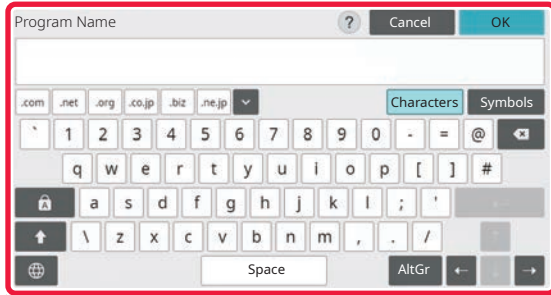 Program Name ? Cancel OK
.com .net .org .co.jp .biz .ne.jp Characters Symbols
` 1 2 3 4 5 6 7 8 9 0 - = @
q w e r t y u i o p [ ] #
A a s d f g h j k l ; '
\ z x c v b n m , . /
Space AltGr ← ↓ →